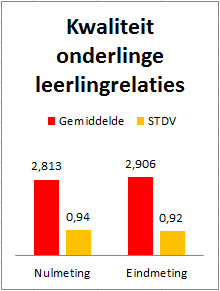 Kwaliteit
onderlinge
leerlingrelaties
Gemiddelde STDV
2,813 0,94 2,906 0,92
Nulmeting Eindmeting